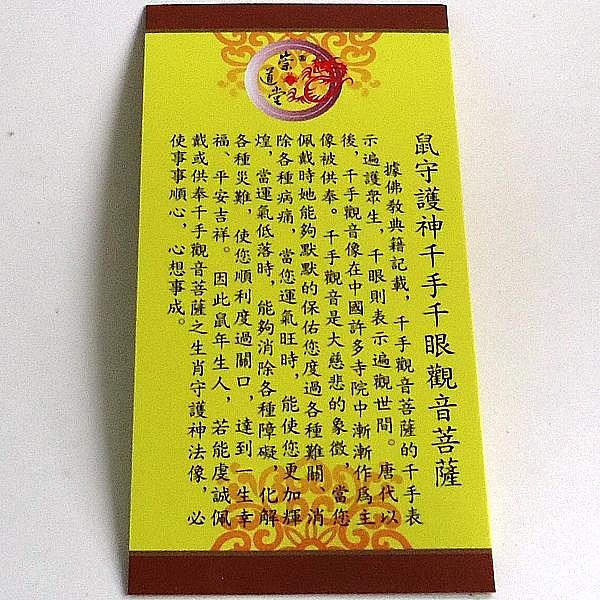 崇道堂
鼠守護神千手千眼觀音菩薩
據佛教典籍記載，千手觀音菩薩的千手表
示遍護眾生，千眼則表示遍觀世間。唐代以
後，千手觀音像在中國許多寺院中漸漸作為主
像被供奉。千手觀音是大慈悲的象徵，當您
佩戴時她能夠默默的保佑您度過各種難關，消
除各種病痛，當您運氣旺時，能使您更加輝
煌，當運氣低落時，能夠消除各種障礙，化解
各種災難，使您順利度過關口，達到一生幸
福、平安吉祥。因此鼠年生人，若能虔誠佩
戴或供奉千手觀音菩薩之生肖守護神法像，必
使事事順心，心想事成。